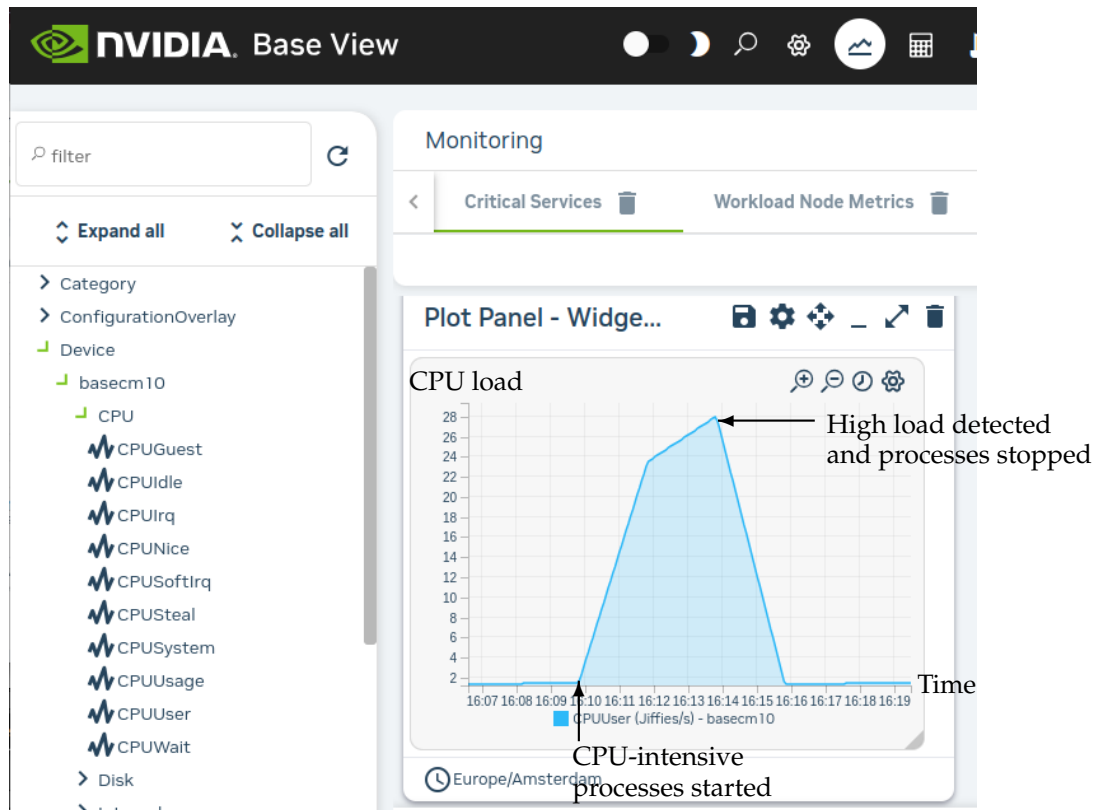 NVIDIA. Base View
filter
Expand all
Collapse all
Category
ConfigurationOverlay
Device
basecm10
CPU
CPUGuest
CPUIdle
CPUIrq
CPUNice
CPUSoftIrq
CPUSteal
CPUSystem
CPUUsage
CPUUser
CPUWait
Disk
Monitoring
Critical Services
Workload Node Metrics
Plot Panel - Widge...
CPU load
28
26
24
22
20
18
16
14
12
10
8
6
4
2
High load detected
and processes stopped
Time
16:07 16:08 16:09 16:10 16:11 16:12 16:13 16:14 16:15 16:16 16:17 16:18 16:19
CPUUser (Jiffies/s) - basecm10
CPU-intensive
processes started
Europe/Amsterdam